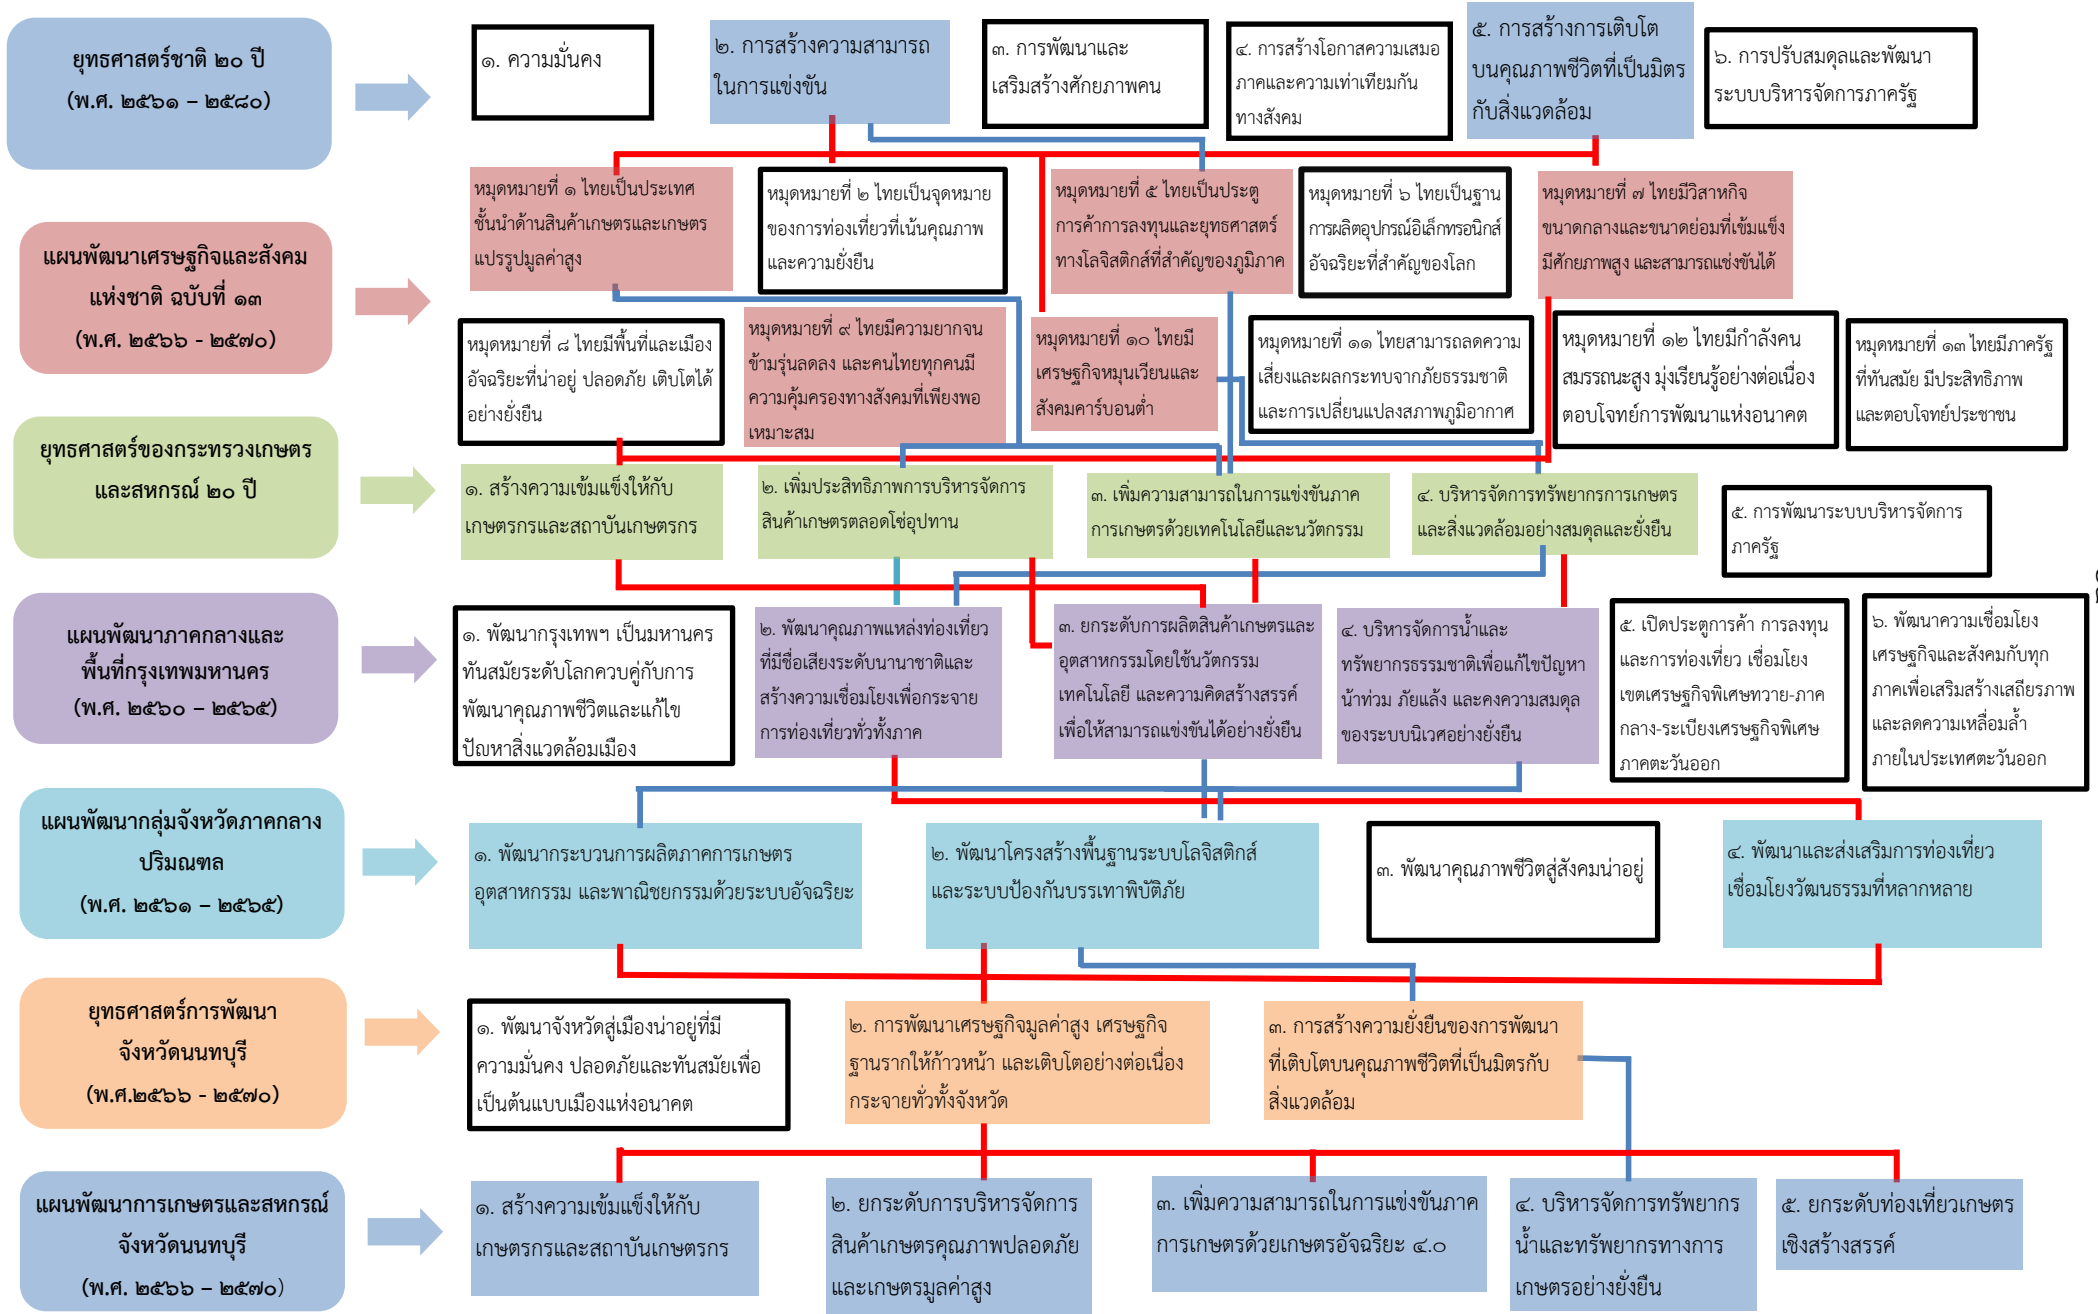 ยุทธศาสตร์ชาติ ๒๐ ปี
(พ.ศ. ๒๕๖๑ – ๒๕๘๐)
๑. ความมั่นคง
๒. การสร้างความสามารถ
ในการแข่งขัน
๓. การพัฒนาและ
เสริมสร้างศักยภาพคน
๔. การสร้างโอกาสความเสมอ
ภาคและความเท่าเทียมกัน
ทางสังคม
๕. การสร้างการเติบโต
บนคุณภาพชีวิตที่เป็นมิตร
กับสิ่งแวดล้อม
๖. การปรับสมดุลและพัฒนา
ระบบบริหารจัดการภาครัฐ
แผนพัฒนาเศรษฐกิจและสังคม
แห่งชาติ ฉบับที่ ๑๓
(พ.ศ. ๒๕๖๖ - ๒๕๗๐)
หมุดหมายที่ ๑ ไทยเป็นประเทศ
ชั้นนำด้านสินค้าเกษตรและเกษตร
แปรรูปมูลค่าสูง
หมุดหมายที่ ๒ ไทยเป็นจุดหมาย
ของการท่องเที่ยวที่เน้นคุณภาพ
และความยั่งยืน
หมุดหมายที่ ๕ ไทยเป็นประตู
การค้าการลงทุนและยุทธศาสตร์
ทางโลจิสติกส์ที่สำคัญของภูมิภาค
หมุดหมายที่ ๖ ไทยเป็นฐาน
การผลิตอุปกรณ์อิเล็กทรอนิกส์
อัจฉริยะที่สำคัญของโลก
หมุดหมายที่ ๗ ไทยมีวิสาหกิจ
ขนาดกลางและขนาดย่อมที่เข้มแข็ง
มีศักยภาพสูง และสามารถแข่งขันได้
หมุดหมายที่ ๘ ไทยมีพื้นที่และเมือง
อัจฉริยะที่น่าอยู่ ปลอดภัย เติบโตได้
อย่างยั่งยืน
หมุดหมายที่ ๙ ไทยมีความยากจน
ข้ามรุ่นลดลง และคนไทยทุกคนมี
ความคุ้มครองทางสังคมที่เพียงพอ
เหมาะสม
หมุดหมายที่ ๑๐ ไทยมี
เศรษฐกิจหมุนเวียนและ
สังคมคาร์บอนต่ำ
หมุดหมายที่ ๑๑ ไทยสามารถลดความ
เสี่ยงและผลกระทบจากภัยธรรมชาติ
และการเปลี่ยนแปลงสภาพภูมิอากาศ
หมุดหมายที่ ๑๒ ไทยมีกำลังคน
สมรรถนะสูง มุ่งเรียนรู้อย่างต่อเนื่อง
ตอบโจทย์การพัฒนาแห่งอนาคต
หมุดหมายที่ ๑๓ ไทยมีภาครัฐ
ที่ทันสมัย มีประสิทธิภาพ
และตอบโจทย์ประชาชน
ยุทธศาสตร์ของกระทรวงเกษตร
และสหกรณ์ ๒๐ ปี
๑. สร้างความเข้มแข็งให้กับ
เกษตรกรและสถาบันเกษตรกร
๒. เพิ่มประสิทธิภาพการบริหารจัดการ
สินค้าเกษตรตลอดโซ่อุปทาน
๓. เพิ่มความสามารถในการแข่งขันภาค
การเกษตรด้วยเทคโนโลยีและนวัตกรรม
๔. บริหารจัดการทรัพยากรการเกษตร
และสิ่งแวดล้อมอย่างสมดุลและยั่งยืน
๕. การพัฒนาระบบบริหารจัดการ
ภาครัฐ
แผนพัฒนาภาคกลางและ
พื้นที่กรุงเทพมหานคร
(พ.ศ. ๒๕๖๐ – ๒๕๖๕)
๑. พัฒนากรุงเทพฯ เป็นมหานคร
ทันสมัยระดับโลกควบคู่กับการ
พัฒนาคุณภาพชีวิตและแก้ไข
ปัญหาสิ่งแวดล้อมเมือง
๒. พัฒนาคุณภาพแหล่งท่องเที่ยว
ที่มีชื่อเสียงระดับนานาชาติและ
สร้างความเชื่อมโยงเพื่อกระจาย
การท่องเที่ยวทั่วทั้งภาค
๓. ยกระดับการผลิตสินค้าเกษตรและ
อุตสาหกรรมโดยใช้นวัตกรรม
เทคโนโลยี และความคิดสร้างสรรค์
เพื่อให้สามารถแข่งขันได้อย่างยั่งยืน
๔. บริหารจัดการน้ำและ
ทรัพยากรธรรมชาติเพื่อแก้ไขปัญหา
น้ำท่วม ภัยแล้ง และคงความสมดุล
ของระบบนิเวศอย่างยั่งยืน
๕. เปิดประตูการค้า การลงทุน
และการท่องเที่ยว เชื่อมโยง
เขตเศรษฐกิจพิเศษทวาย-ภาค
กลาง-ระเบียงเศรษฐกิจพิเศษ
ภาคตะวันออก
๖. พัฒนาความเชื่อมโยง
เศรษฐกิจและสังคมกับทุก
ภาคเพื่อเสริมสร้างเสถียรภาพ
และลดความเหลื่อมล้ำ
ภายในประเทศตะวันออก
แผนพัฒนากลุ่มจังหวัดภาคกลาง
ปริมณฑล
(พ.ศ. ๒๕๖๑ – ๒๕๖๕)
๑. พัฒนากระบวนการผลิตภาคการเกษตร
อุตสาหกรรม และพาณิชยกรรมด้วยระบบอัจฉริยะ
๒. พัฒนาโครงสร้างพื้นฐานระบบโลจิสติกส์
และระบบป้องกันบรรเทาพิบัติภัย
๓. พัฒนาคุณภาพชีวิตสู่สังคมน่าอยู่
๔. พัฒนาและส่งเสริมการท่องเที่ยว
เชื่อมโยงวัฒนธรรมที่หลากหลาย
ยุทธศาสตร์การพัฒนา
จังหวัดนนทบุรี
(พ.ศ.๒๕๖๖ - ๒๕๗๐)
๑. พัฒนาจังหวัดสู่เมืองน่าอยู่ที่มี
ความมั่นคง ปลอดภัยและทันสมัยเพื่อ
เป็นต้นแบบเมืองแห่งอนาคต
๒. การพัฒนาเศรษฐกิจมูลค่าสูง เศรษฐกิจ
ฐานรากให้ก้าวหน้า และเติบโตอย่างต่อเนื่อง
กระจายทั่วทั้งจังหวัด
๓. การสร้างความยั่งยืนของการพัฒนา
ที่เติบโตบนคุณภาพชีวิตที่เป็นมิตรกับ
สิ่งแวดล้อม
แผนพัฒนาการเกษตรและสหกรณ์
จังหวัดนนทบุรี
(พ.ศ. ๒๕๖๖ – ๒๕๗๐)
๑. สร้างความเข้มแข็งให้กับ
เกษตรกรและสถาบันเกษตรกร
๒. ยกระดับการบริหารจัดการ
สินค้าเกษตรคุณภาพปลอดภัย
และเกษตรมูลค่าสูง
๓. เพิ่มความสามารถในการแข่งขันภาค
การเกษตรด้วยเกษตรอัจฉริยะ ๔.๐
๔. บริหารจัดการทรัพยากร
น้ำและทรัพยากรทางการ
เกษตรอย่างยั่งยืน
๕. ยกระดับท่องเที่ยวเกษตร
เชิงสร้างสรรค์